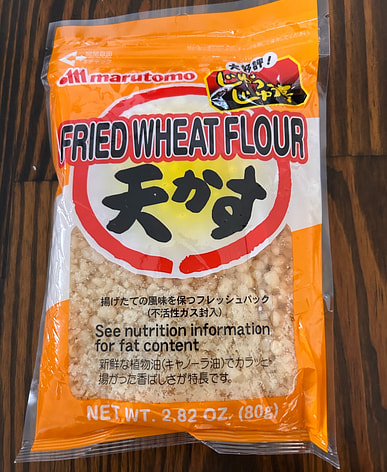 marutomo
大好評！
FRIED WHEAT FLOUR
天かす
揚げたての風味を保つフレッシュパック
(不活性ガス封入)
See nutrition information
for fat content
新鮮な植物油(キャノーラ油)でカラッと
揚がった香ばしさが特長です。
NET WT. 2.82 OZ. (80g)